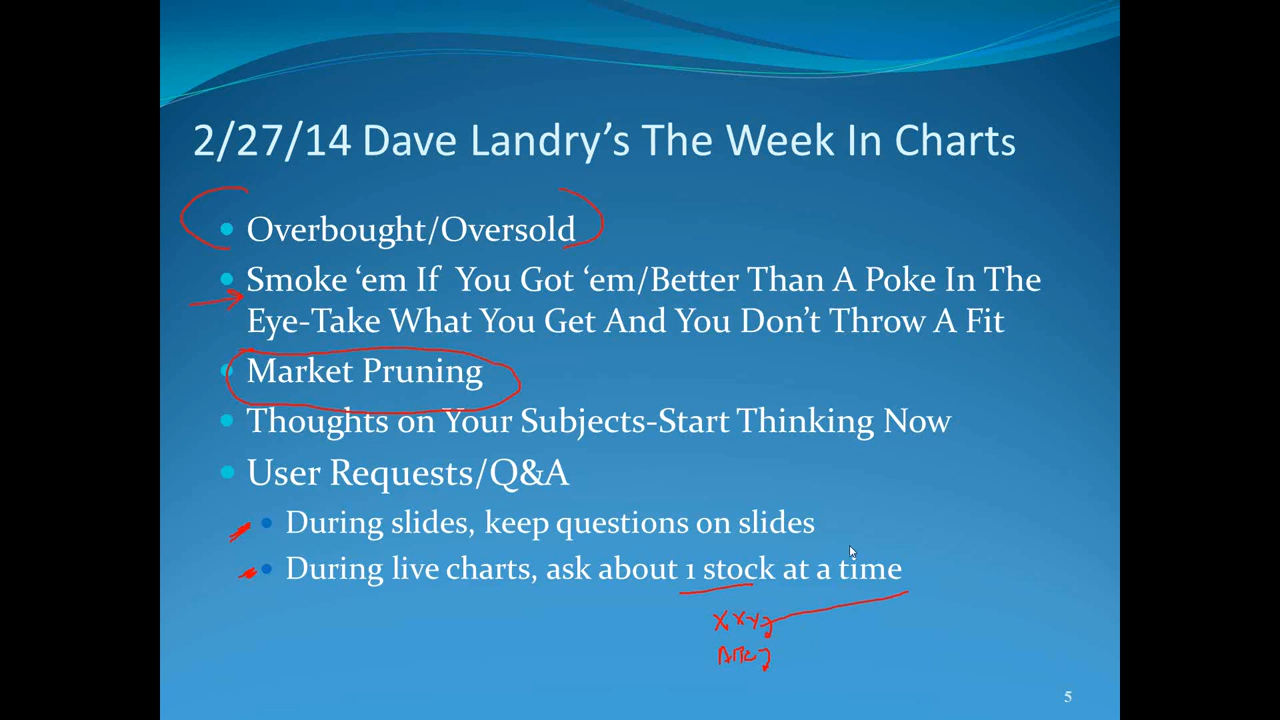 2/27/14 Dave Landry’s The Week In Charts
Overbought/Oversold
Smoke ‘em If You Got ‘em/Better Than A Poke In The
Eye-Take What You Get And You Don’t Throw A Fit
Market Pruning
Thoughts on Your Subjects-Start Thinking Now
User Requests/Q&A
During slides, keep questions on slides
During live charts, ask about 1 stock at a time
5